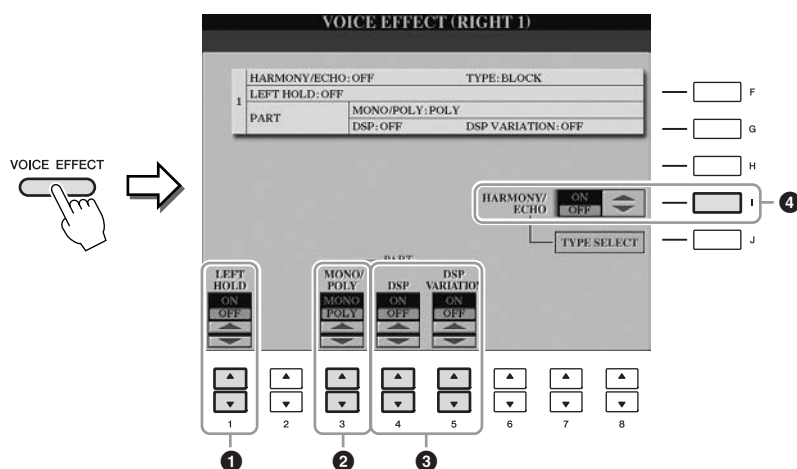 VOICE EFFECT (RIGHT 1)
1
HARMONY/ECHO: OFF TYPE: BLOCK
LEFT HOLD: OFF
PART
MONO/POLY: POLY
DSP: OFF DSP VARIATION: OFF
F
G
H
VOICE EFFECT
HARMONY/
ECHO
ON
OFF
I
4
TYPE SELECT
J
PART
LEFT
HOLD
ON
OFF
MONO/
POLY
MONO
POLY
DSP
ON
OFF
DSP
VARIATION
ON
OFF
1 2 3 4 5 6 7 8
1 2 3